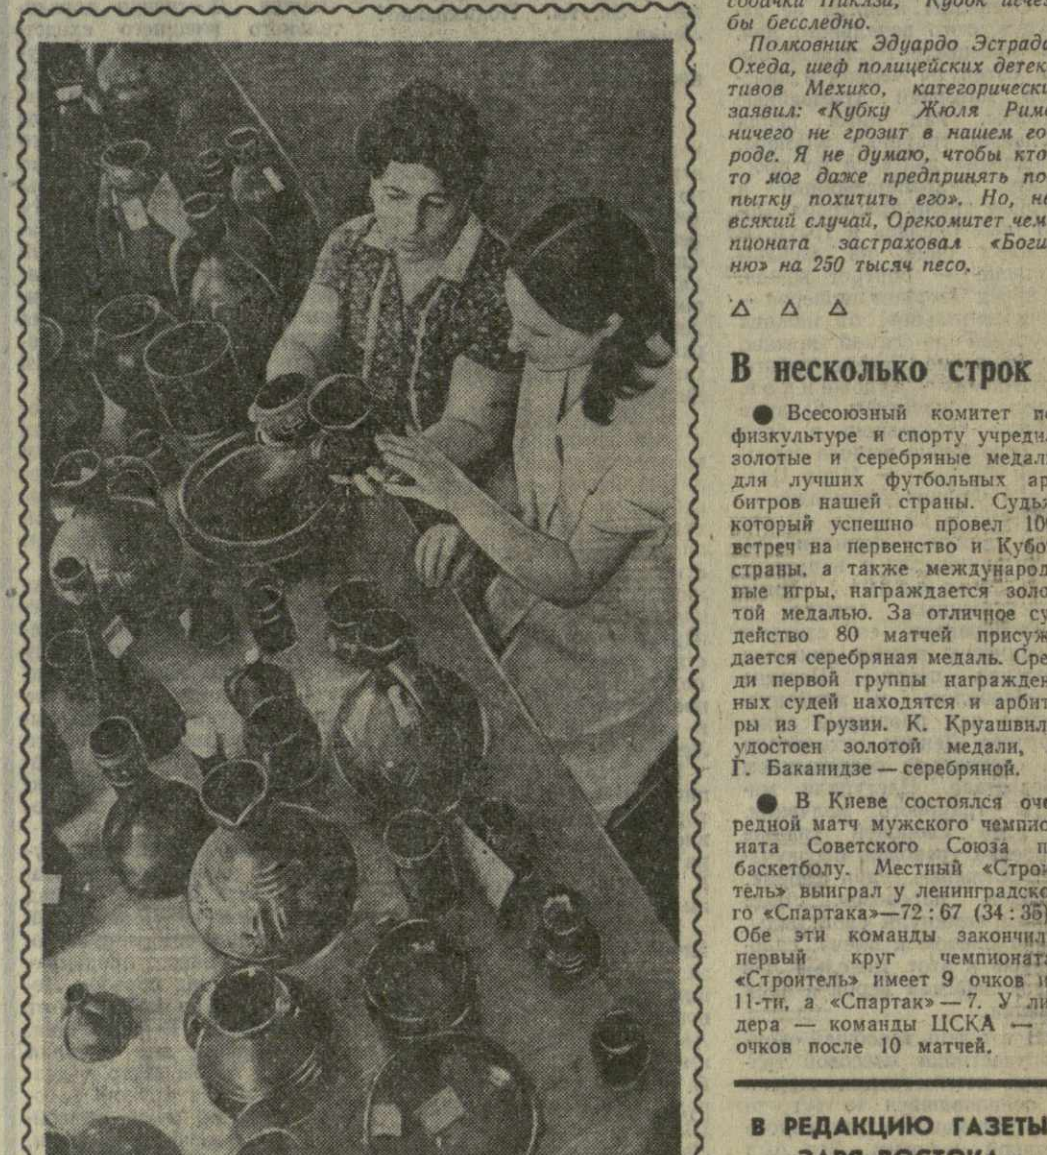 бы бесследно.
Полковник Эдуардо Эстрада
Охеда, шеф полицейских детек
тивов Мехико, категорически
заявил: «Кубку Жюля Риме
ничего не грозит в нашем го
роде. Я не думаю, чтобы кто-
то мог даже предпринять по
пытку похитить его». Но, на
всякий случай, Оргкомитет чем
пионата застраховал «Боги
ню» на 250 тысяч песо.
△ △ △
В несколько строк
● Всесоюзный комитет по
физкультуре и спорту учредил
золотые и серебряные медали
для лучших футбольных ар
битров нашей страны. Судья
который успешно провел 100
встреч на первенство и Кубок
страны, а также международ
ные игры, награждается золо
той медалью. За отличное су
действо 80 матчей присуж
дается серебряная медаль. Сре
ди первой группы награжден
ных судей находятся и арбит
ры из Грузии. К. Круашвили
удостоен золотой медали,
Г. Баканидзе — серебряной.
● В Киеве состоялся оче
редной матч мужского чемпио
ната Советского Союза по
баскетболу. Местный «Строи
тель» выиграл у ленинградско
го «Спартака»—72 : 67 (34 : 35)
Обе эти команды закончили
первый круг чемпионата
«Строитель» имеет 9 очков из
11-ти, а «Спартак» — 7. У ли
дера — команды ЦСКА —
очков после 10 матчей.
В РЕДАКЦИЮ ГАЗЕТЫ
ЗАРЯ ВОСТОКА